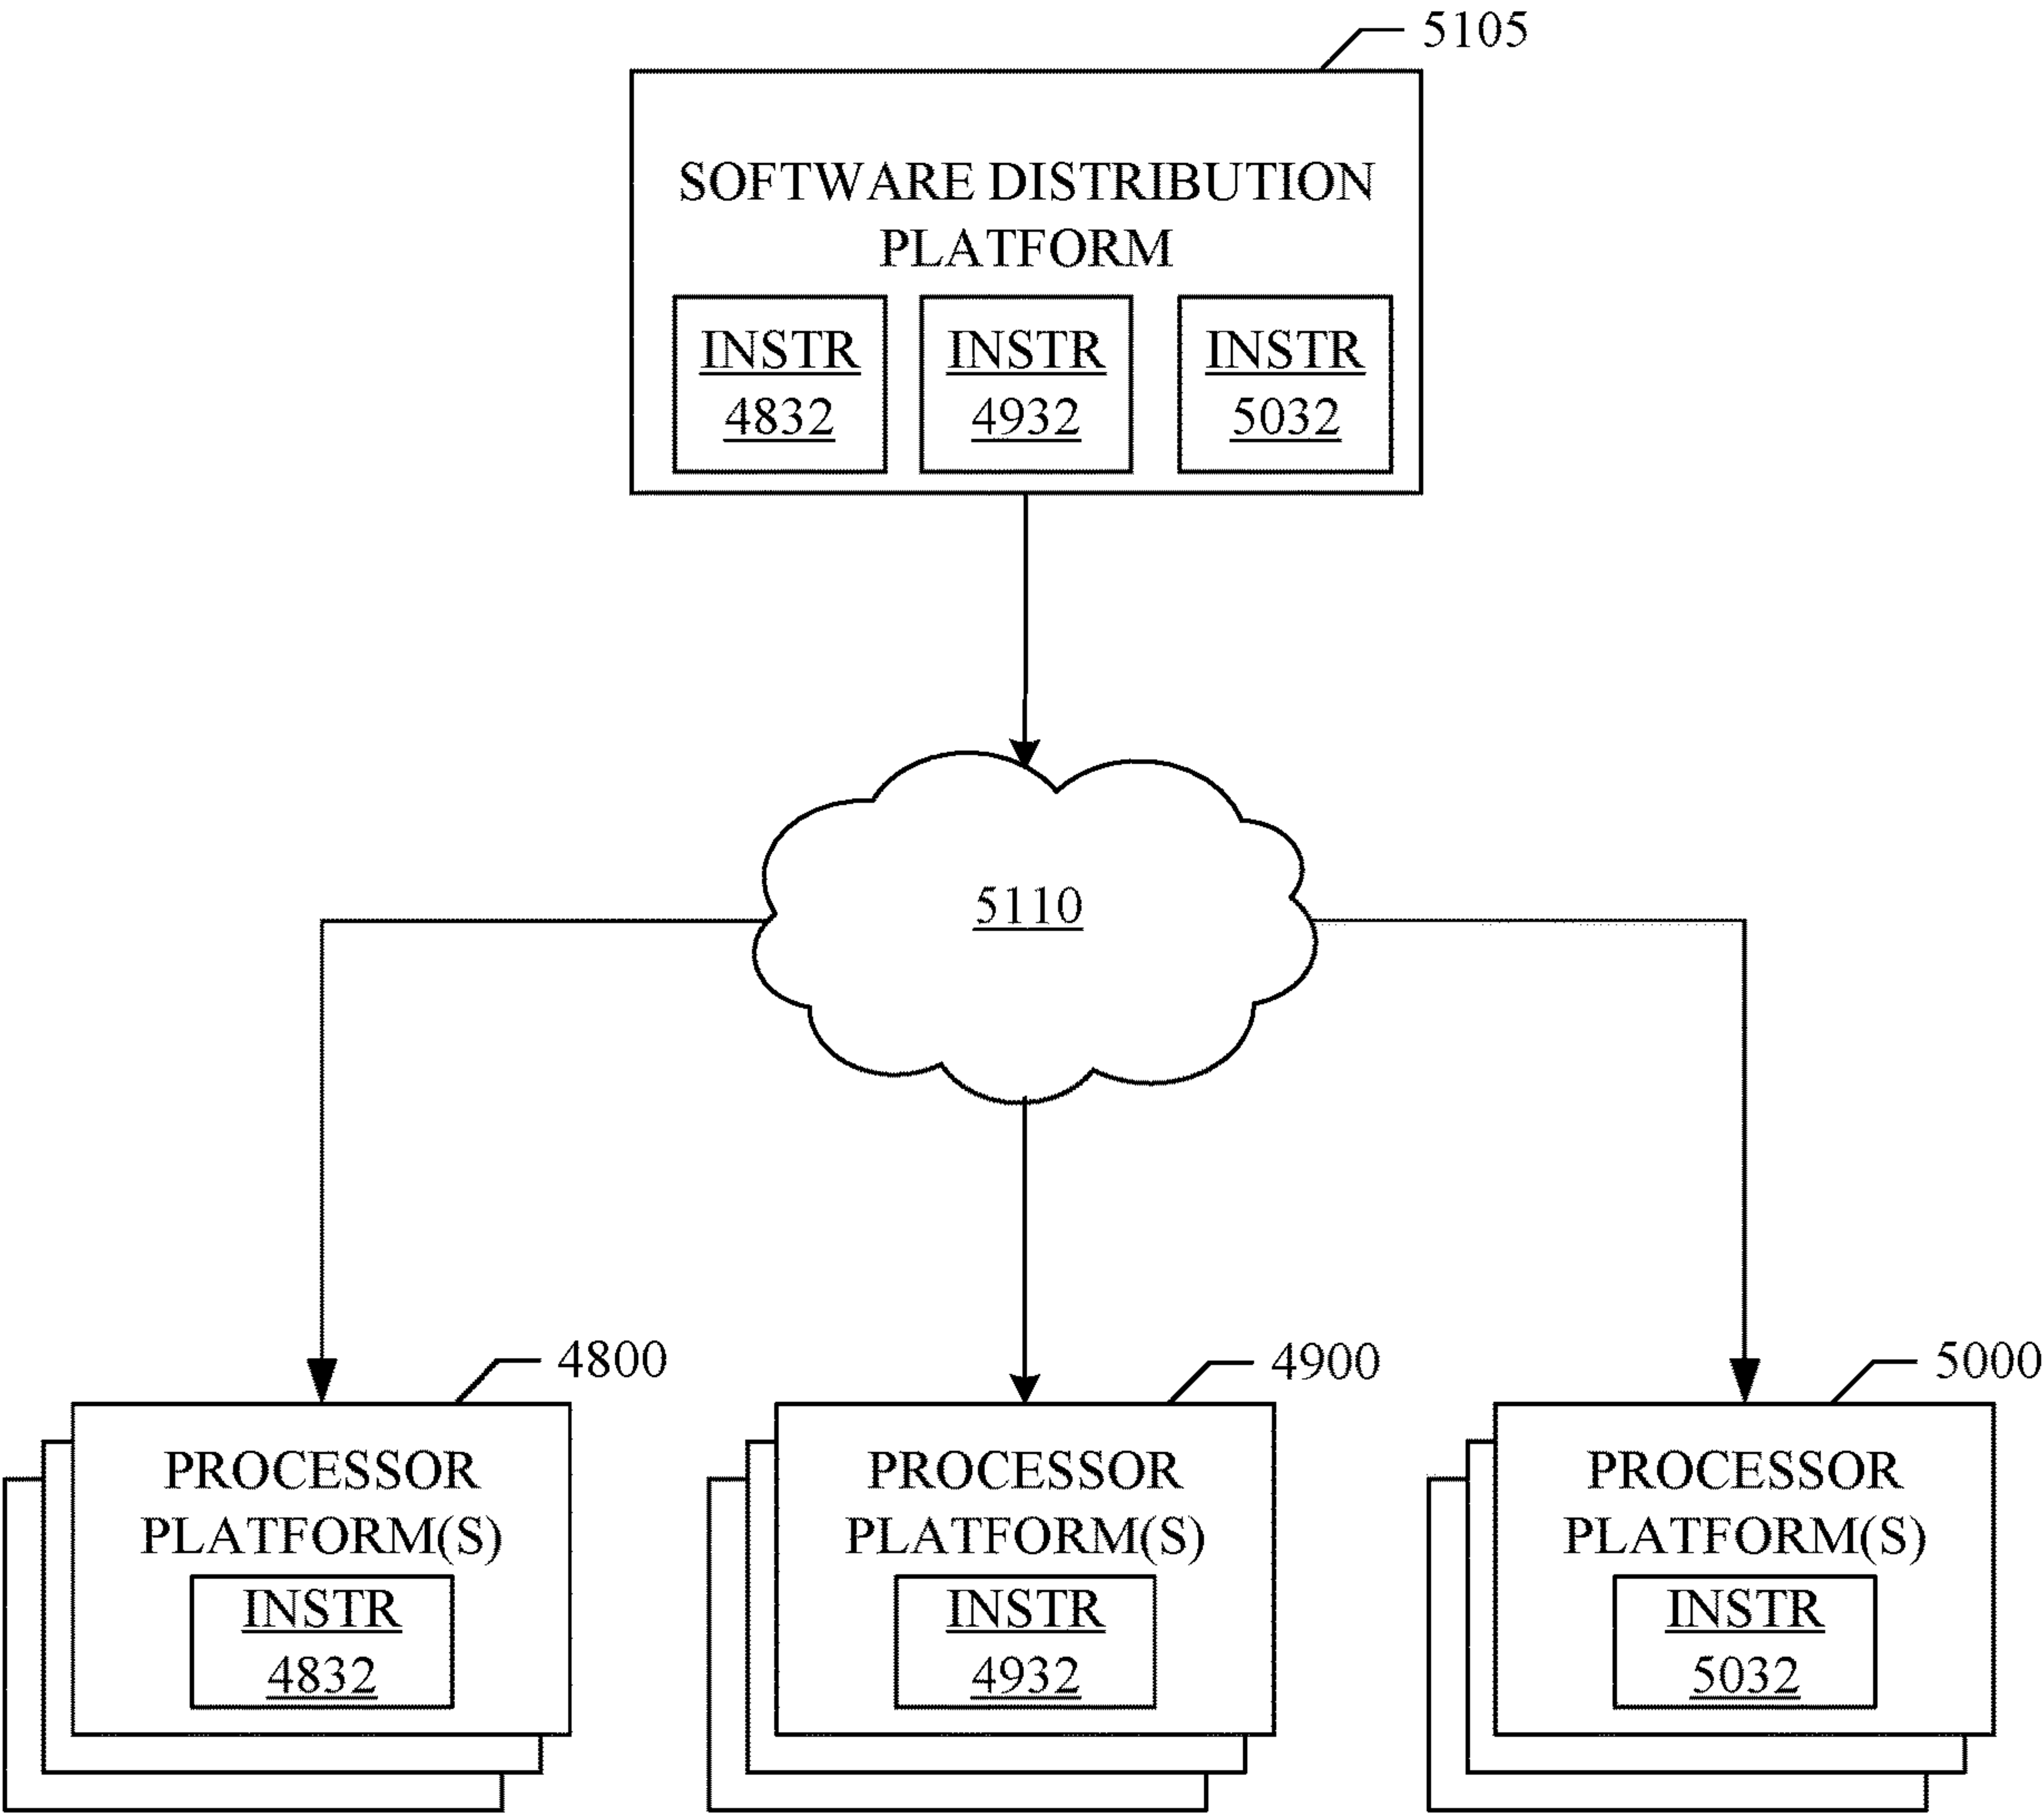 5105
SOFTWARE DISTRIBUTION
PLATFORM
INSTR
4832
INSTR
4932
INSTR
5032
5110
4800
PROCESSOR
PLATFORM(S)
INSTR
4832
4900
PROCESSOR
PLATFORM(S)
INSTR
4932
5000
PROCESSOR
PLATFORM(S)
INSTR
5032